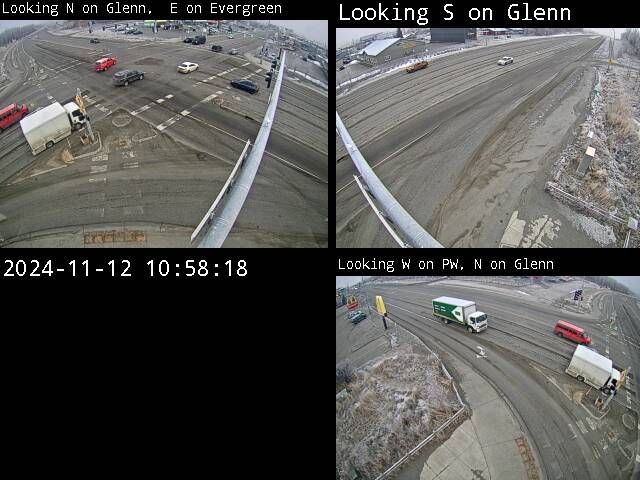 Looking N on Glenn,  E on Evergreen
Looking S on Glenn
2024-11-12 10:58:18
Looking W on PW, N on Glenn